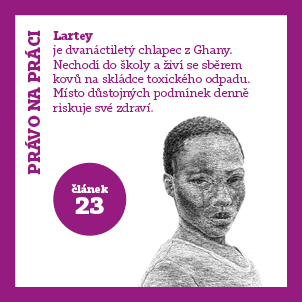 PRÁVO NA PRÁCI
Lartey
je dvanáctiletý chlapec z Ghany.
Nechodí do školy a živí se sběrem
kovů na skládce toxického odpadu.
Místo důstojných podmínek denně
riskuje své zdraví.
článek
23